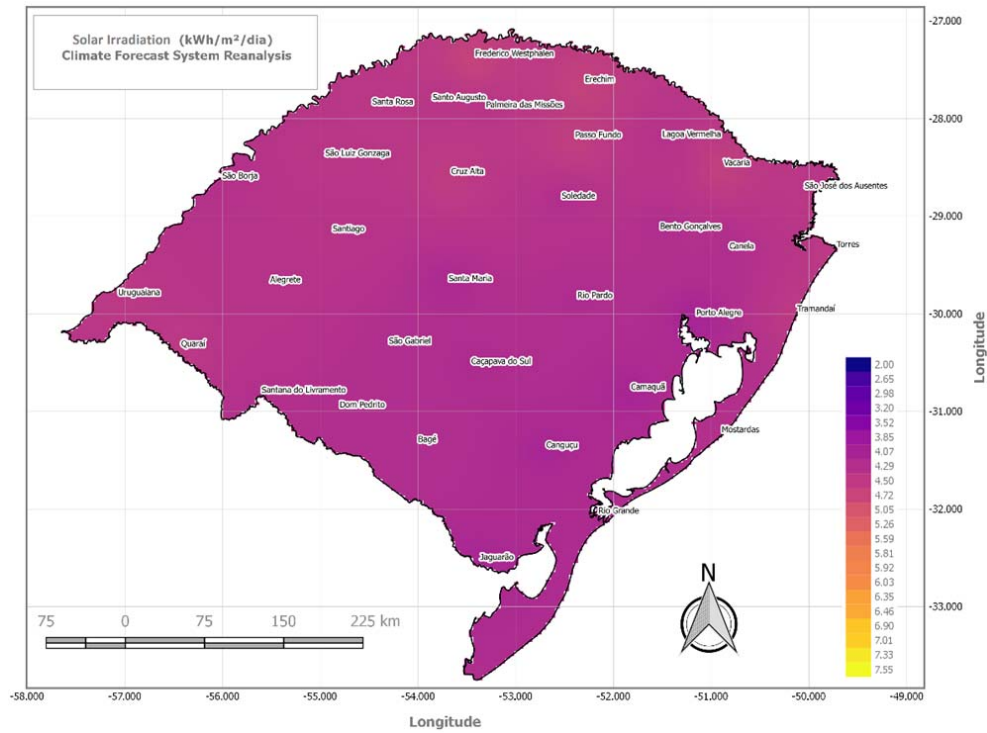 Solar Irradiation (kWh/m²/dia)
Climate Forecast System Reanalysis
-27.000
Frederico Westphalen
Erechim
Santa Rosa
Santo Augusto
Palmeira das Missões
-28.000
Passo Fundo
Lagoa Vermelha
São Luiz Gonzaga
Vacaria
São Borja
Cruz Alta
São José dos Ausentes
Soledade
-29.000
Santiago
Bento Gonçalves
Canela
Torres
Alegrete
Santa Maria
Uruguaiana
Rio Pardo
Tramandaí
Porto Alegre
-30.000
Quaraí
São Gabriel
Caçapava do Sul
Longitude
Santana do Livramento
Camaquã
Dom Pedrito
-31.000
Bagé
Canguçu
Mostardas
-32.000
Rio Grande
Jaguarão
-33.000
2.00
2.65
2.98
3.20
3.52
3.85
4.07
4.29
4.50
4.72
5.05
5.26
5.59
5.81
5.92
6.03
6.35
6.46
6.90
7.01
7.33
7.55
N
75 0 75 150 225 km
-58.000 -57.000 -56.000 -55.000 -54.000 -53.000 -52.000 -51.000 -50.000 -49.000
Longitude